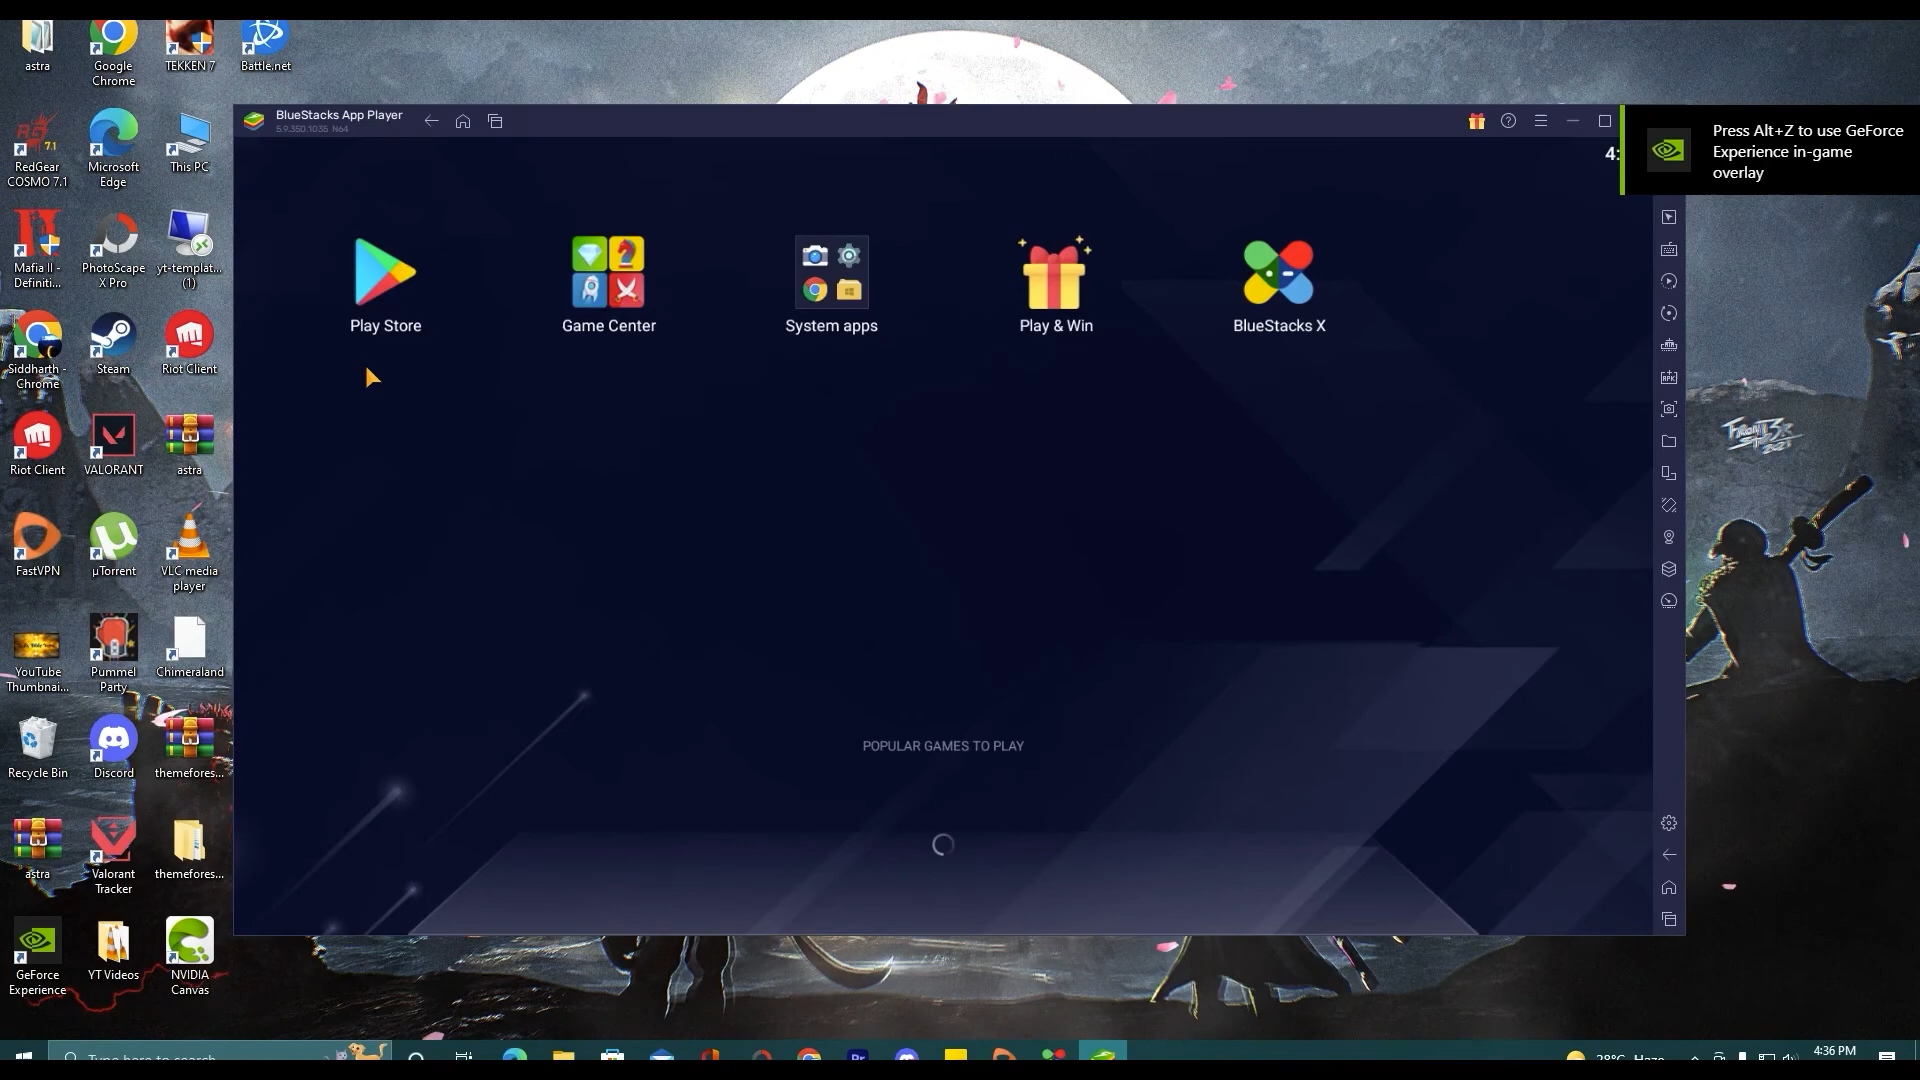 astra
Google
Chrome
TEKKEN 7
Battle.net
RedGear
COSMO 7.1
Microsoft
Edge
This PC
Mafia II -
Definiti...
PhotoScape
X Pro
yt-templat...
(1)
Siddharth -
Chrome
Steam
Riot Client
Riot Client
VALORANT
astra
FastVPN
µTorrent
VLC media
player
YouTube
Thumbnai...
Pummel
Party
Chimeraland
Recycle Bin
Discord
themefores...
astra
Valorant
Tracker
themefores...
GeForce
Experience
YT Videos
NVIDIA
Canvas
BlueStacks App Player
5.9.350.1035 N64
4:
Press Alt+Z to use GeForce
Experience in-game
overlay
Play Store
Game Center
System apps
Play & Win
BlueStacks X
POPULAR GAMES TO PLAY
Type here to search
28°C Haze
4:36 PM